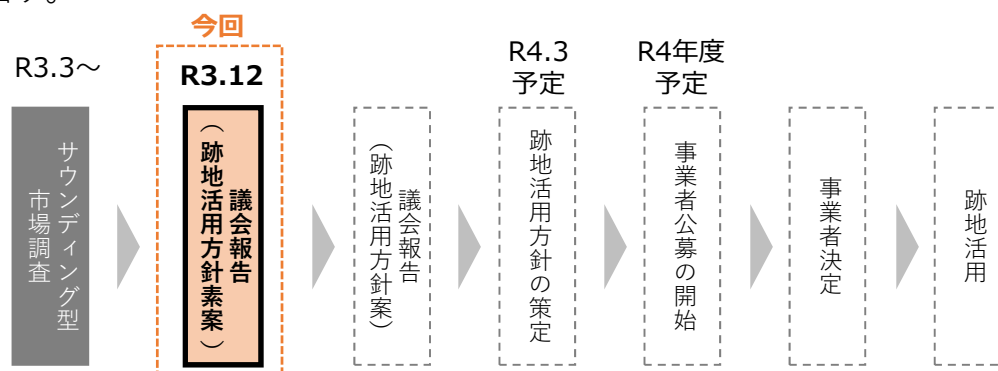 今回
R3.3～
サウンディング型
市場調査
R3.12
議会報告
（跡地活用方針素案）
議会報告
（跡地活用方針案）
R4.3
予定
跡地活用方針の策定
R4年度
予定
事業者公募の開始
事業者決定
跡地活用